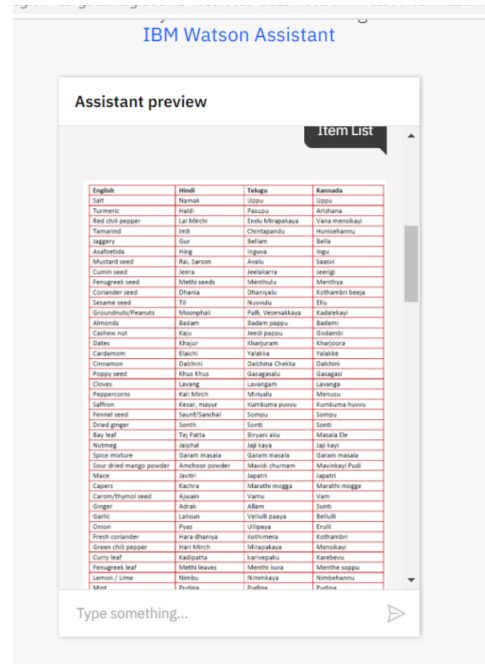 IBM Watson Assistant
Assistant preview
Item List
English Hindi Telugu Kannada
Salt Namak Uppu Uppu
Turmeric Haldi Pasupu Arishana
Red chili pepper Lal Mirchi Endu Mirapakaya Vana mensikayi
Tamarind Imli Chintapandu Hunisehannu
Jaggery Gur Bellam Bella
Asafoetida Hing Inguva Ingu
Mustard seed Rai, Sarson Avalu Saasvi
Cumin seed Jeera Jeelakarra Jeerigi
Fenugreek seed Methi seeds Menthulu Menthya
Coriander seed Dhania Dhaniyalu Kothambri beeja
Sesame seed Til Nuvvulu Ellu
Groundnuts/Peanuts Moonphali Palli, Vesenakkaya Kadalekayi
Almonds Badam Badam pappu Badami
Cashew nut Kaju Jeedi pappu Godambi
Dates Khajur Kharjuram Kharjoora
Cardamom Elaichi Yalakka Yalakke
Cinnamon Dalchini Dalchina Chekka Dalchini
Poppy seed Khus Khus Gasagasalu Gasagasi
Cloves Lavang Lavangam Lavanga
Peppercorns Kali Mirch Miriyalu Menusu
Saffron Kesar, mayur Kumkuma puvvu Kumkuma huvvu
Fennel seed Saunf/Sanchal Sompu Sompu
Dried ginger Sonth Sonti Sonti
Bay leaf Tej Patta Biryani aku Masala Ele
Nutmeg Jaiphal Jaji kaya Jaji kayi
Spice mixture Garam masala Garam masala Garam masala
Sour dried mango powder Amchoor powder Mavidi churnam Mavinkayi Pudi
Mace Javitri Japatri Japatri
Capers Kachra Marathi mogga Marathi mogge
Carom/thymol seed Ajwain Vamu Vam
Ginger Adrak Allam Sunti
Garlic Lahsun Vellulli paaya Bellulli
Onion Pyaz Ullipaya Erulli
Fresh coriander Hara dhaniya Kothimera Kothambri
Green chili pepper Hari Mirch Mirapakaya Mensikayi
Curry leaf Kadipatta karivepaku Karebevu
Fenugreek leaf Methi leaves Menthi kura Menthe soppu
Lemon / Lime Nimbu Nimmkaya Nimbehannu
Mint Pudina Pudina Pudina
Type something...